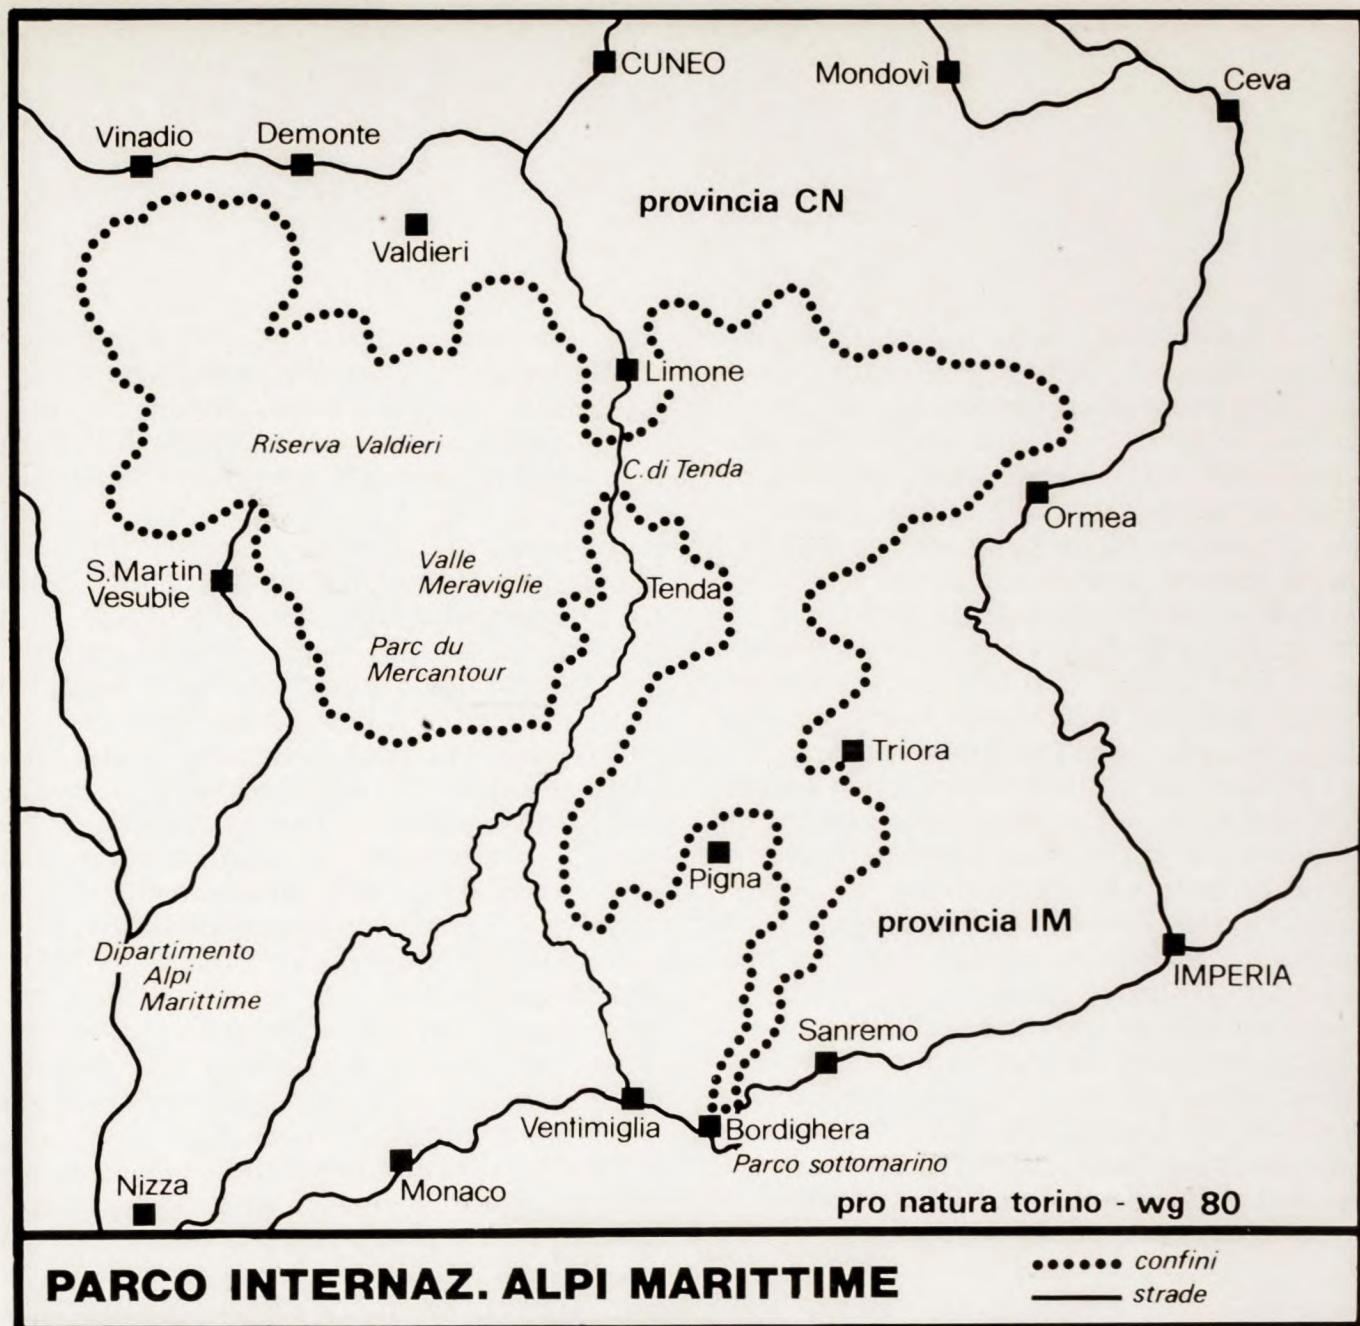 CUNEO
Mondovì
Ceva
Vinadio
Demonte
provincia CN
Valdieri
Limone
Riserva Valdieri
C. di Tenda
Ormea
Valle
Meraviglie
S. Martin
Vesubie
Tenda
Parc du
Mercantour
Triora
Pigna
provincia IM
Dipartimento
Alpi
Marittime
IMPERIA
Sanremo
Ventimiglia
Bordighera
Parco sottomarino
Nizza
Monaco
pro natura torino - wg 80
PARCO INTERNAZ. ALPI MARITTIME
confini
strade